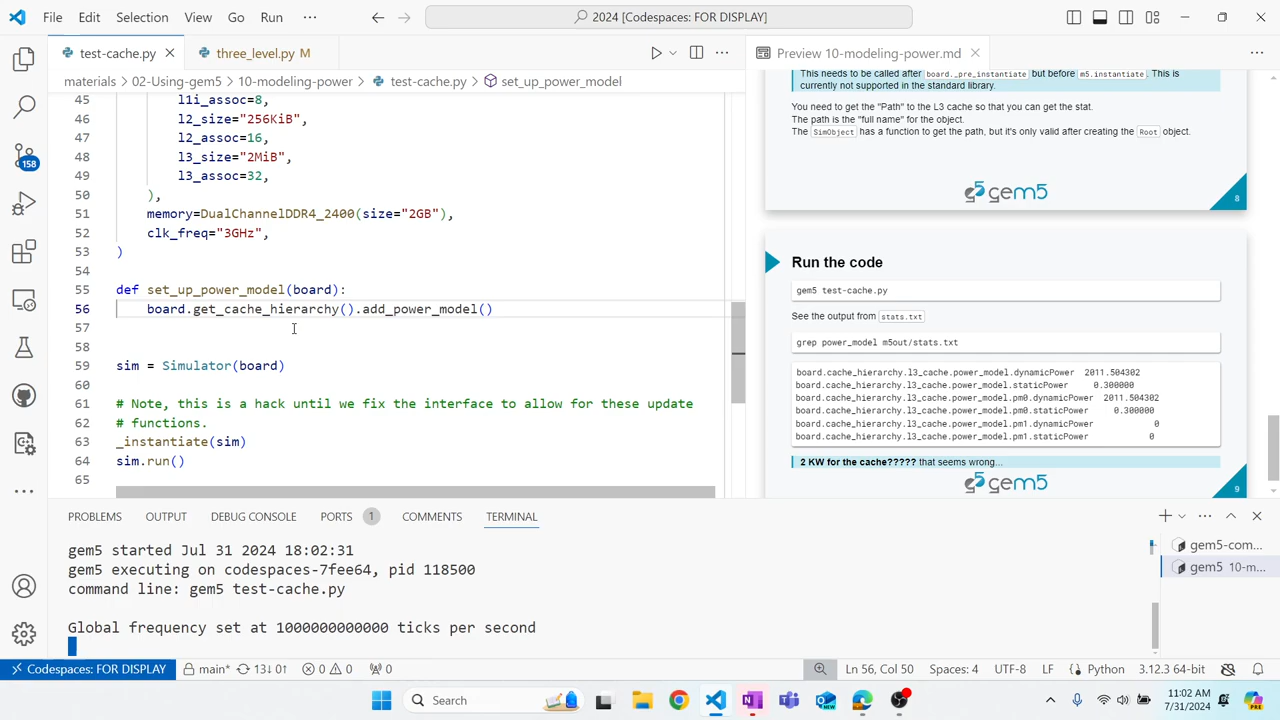 File Edit Selection View Go Run ··· 2024 [Codespaces: FOR DISPLAY]
test-cache.py three_level.py M Preview 10-modeling-power.md
materials 02-Using-gem5 10-modeling-power test-cache.py set_up_power_model
45 l1i_assoc=8,
46 l2_size="256KiB",
47 l2_assoc=16,
48 l3_size="2MiB",
49 l3_assoc=32,
50 ),
51 memory=DualChannelDDR4_2400(size="2GB"),
52 clk_freq="3GHz",
53 )
54
55 def set_up_power_model(board):
56 board.get_cache_hierarchy().add_power_model()
57
58
59 sim = Simulator(board)
60
61 # Note, this is a hack until we fix the interface to allow for these update
62 # functions.
63 _instantiate(sim)
64 sim.run()
65
This needs to be called after board._pre_instantiate but before m5.instantiate. This is
currently not supported in the standard library.
You need to get the "Path" to the L3 cache so that you can get the stat.
The path is the "full name" for the object.
The SimObject has a function to get the path, but it's only valid after creating the Root object.
gem5
8
Run the code
gem5 test-cache.py
See the output from stats.txt
grep power_model m5out/stats.txt
board.cache_hierarchy.l3_cache.power_model.dynamicPower 2011.504302
board.cache_hierarchy.l3_cache.power_model.staticPower 0.300000
board.cache_hierarchy.l3_cache.power_model.pm0.dynamicPower 2011.504302
board.cache_hierarchy.l3_cache.power_model.pm0.staticPower 0.300000
board.cache_hierarchy.l3_cache.power_model.pm1.dynamicPower 0
board.cache_hierarchy.l3_cache.power_model.pm1.staticPower 0
2 KW for the cache????? that seems wrong...
gem5
9
158
PROBLEMS OUTPUT DEBUG CONSOLE PORTS 1 COMMENTS TERMINAL
gem5 started Jul 31 2024 18:02:31
gem5 executing on codespaces-7fee64, pid 118500
command line: gem5 test-cache.py
Global frequency set at 1000000000000 ticks per second
gem5-com...
gem5 10-m...
Codespaces: FOR DISPLAY main* 13↓ 0↑ 0 0 0 Ln 56, Col 50 Spaces: 4 UTF-8 LF Python 3.12.3 64-bit
Search 11:02 AM
7/31/2024
PRE